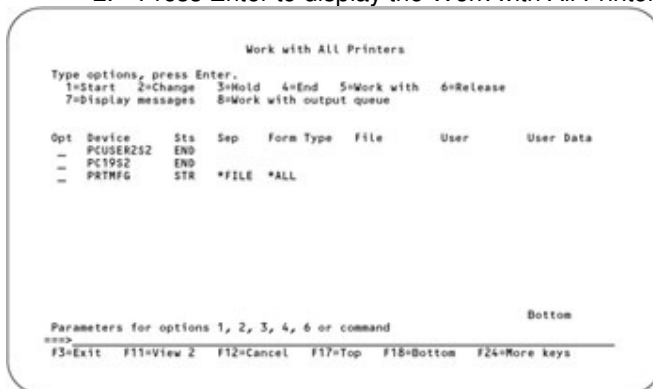 2. Press Enter to display the Work with All Printer
Work with All Printers
Type options, press Enter.
1=Start 2=Change 3=Hold 4=End 5=Work with 6=Release
7=Display messages 8=Work with output queue
Opt Device Sts Sep Form Type File User User Data
_ PCUSER2S2 END
_ PC19S2 END
_ PRTMFG STR *FILE *ALL
Bottom
Parameters for options 1, 2, 3, 4, 6 or command
===>
F3=Exit F11=View 2 F12=Cancel F17=Top F18=Bottom F24=More keys